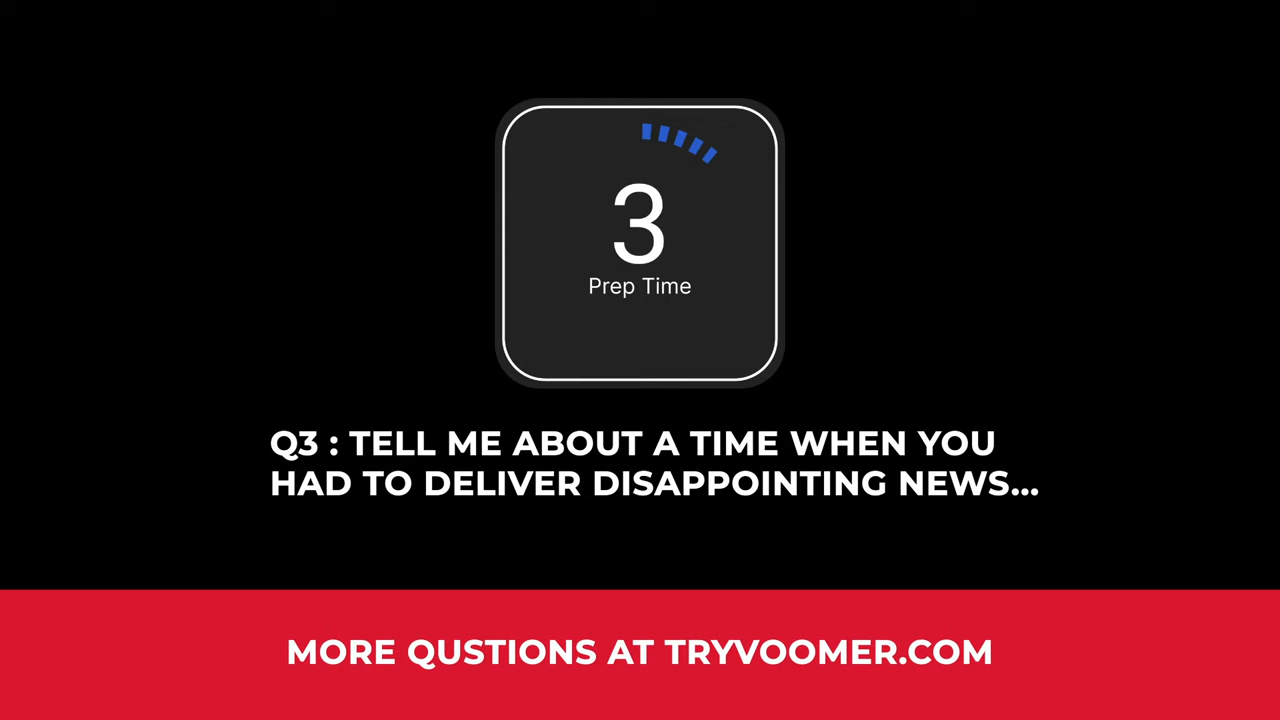 3
Prep Time
Q3 : TELL ME ABOUT A TIME WHEN YOU
HAD TO DELIVER DISAPPOINTING NEWS...
MORE QUSTIONS AT TRYVOOMER.COM